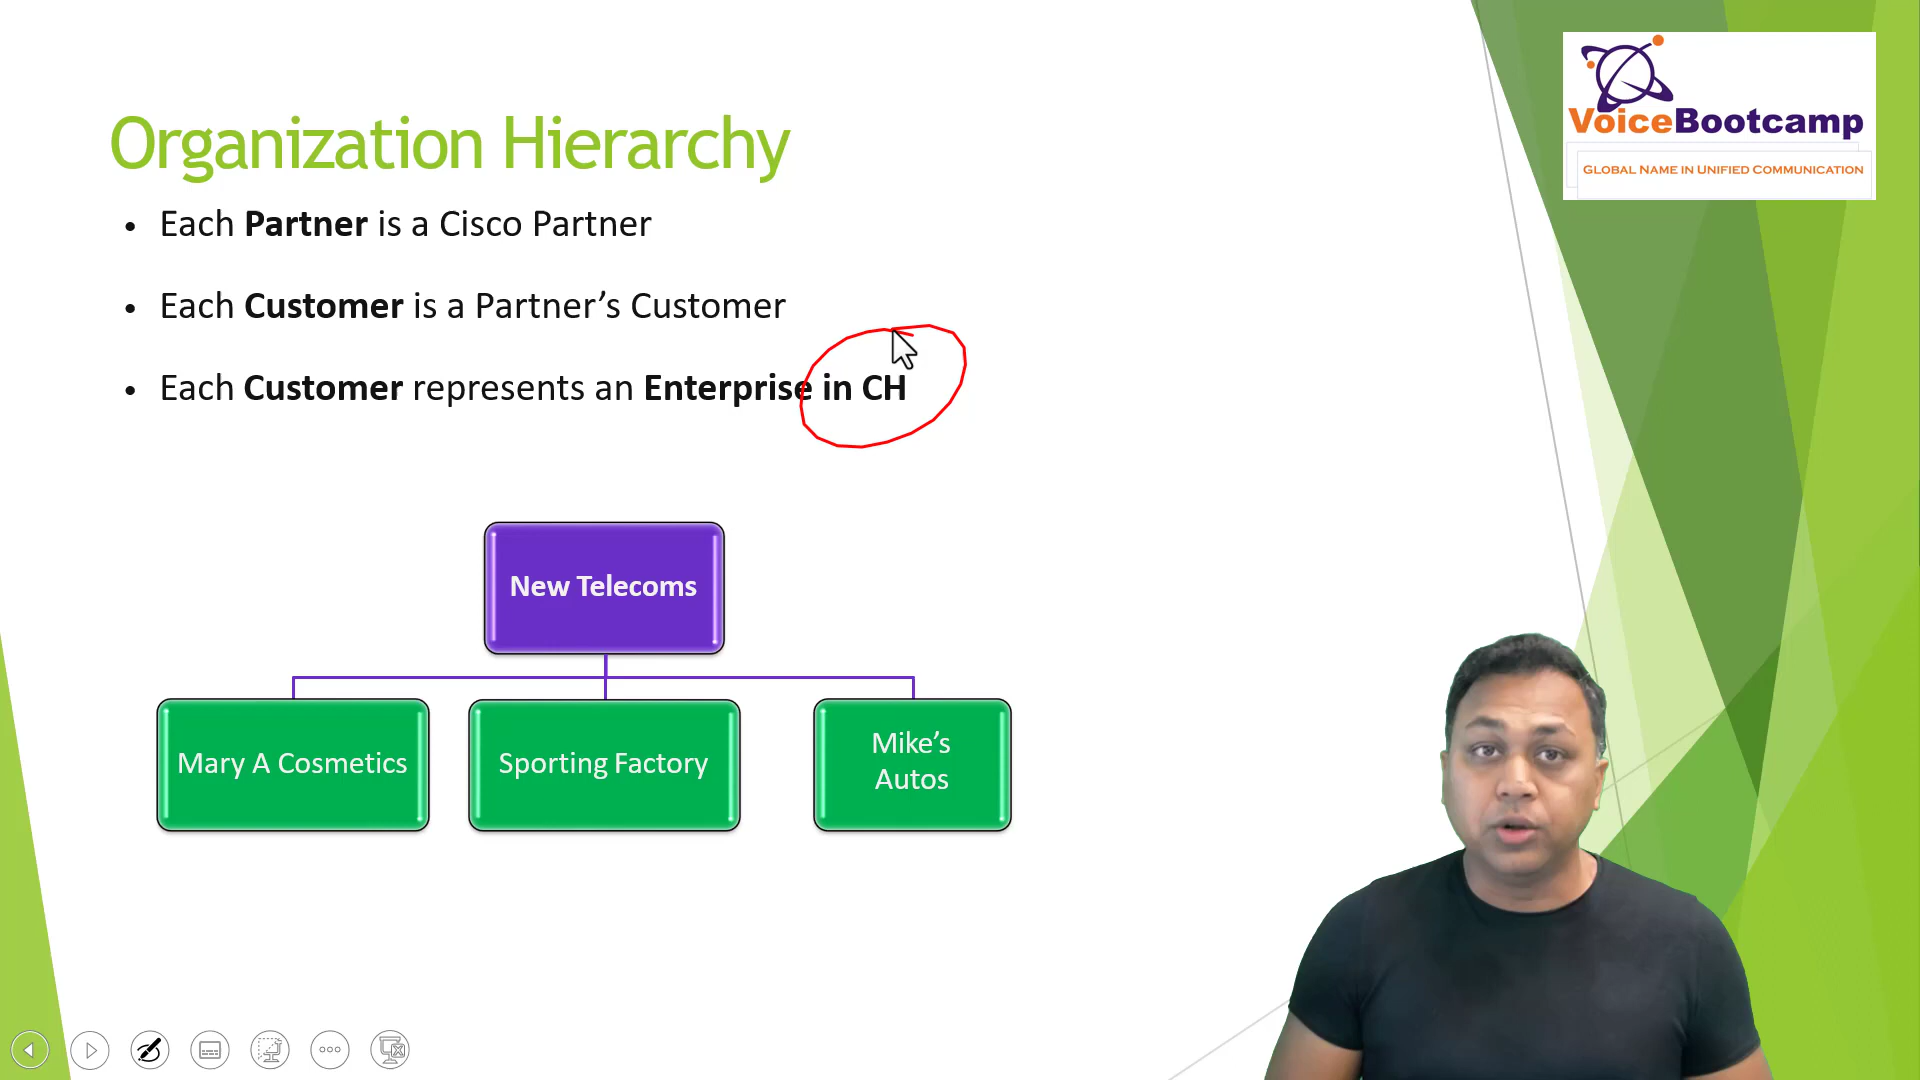 VoiceBootcamp
GLOBAL NAME IN UNIFIED COMMUNICATION
Organization Hierarchy
• Each Partner is a Cisco Partner
• Each Customer is a Partner’s Customer
• Each Customer represents an Enterprise in CH
New Telecoms
Mary A Cosmetics
Sporting Factory
Mike’s
Autos